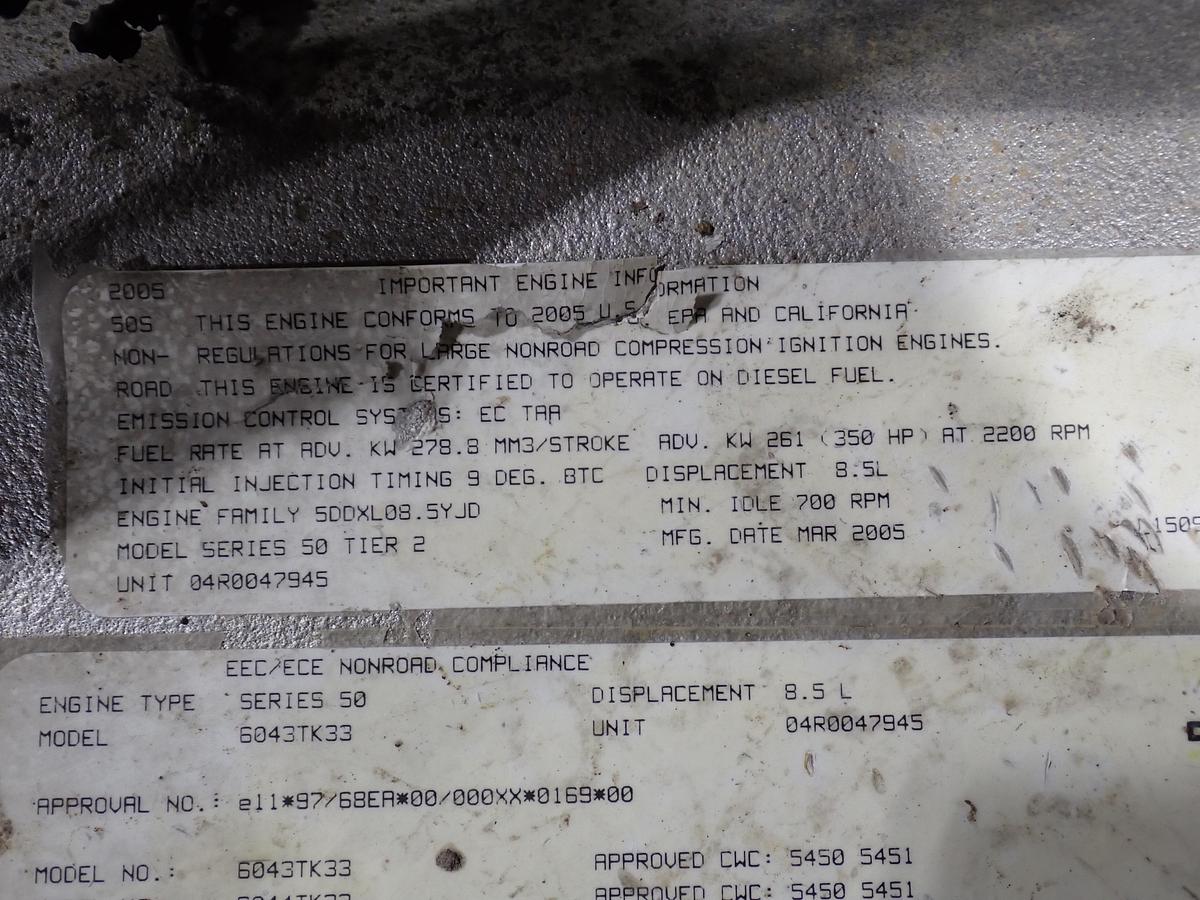 2005 IMPORTANT ENGINE INFORMATION
50S THIS ENGINE CONFORMS TO 2005 U.S. EPA AND CALIFORNIA
NON- REGULATIONS FOR LARGE NONROAD COMPRESSION IGNITION ENGINES.
ROAD THIS ENGINE IS CERTIFIED TO OPERATE ON DIESEL FUEL.
EMISSION CONTROL SYSTEMS: EC TAA
FUEL RATE AT ADV. KW 278.8 MM3/STROKE ADV. KW 261 (350 HP) AT 2200 RPM
INITIAL INJECTION TIMING 9 DEG. BTC DISPLACEMENT 8.5L
ENGINE FAMILY 5DDXL08.5YJD MIN. IDLE 700 RPM
MODEL SERIES 50 TIER 2 MFG. DATE MAR 2005
UNIT 04R0047945
EEC/ECE NONROAD COMPLIANCE
ENGINE TYPE SERIES 50 DISPLACEMENT 8.5 L
MODEL 6043TK33 UNIT 04R0047945
APPROVAL NO.: e11*97/68EA*00/000XX*0169*00
MODEL NO.: 6043TK33 APPROVED CWC: 5450 5451
APPROVED CWC: 5450 5451